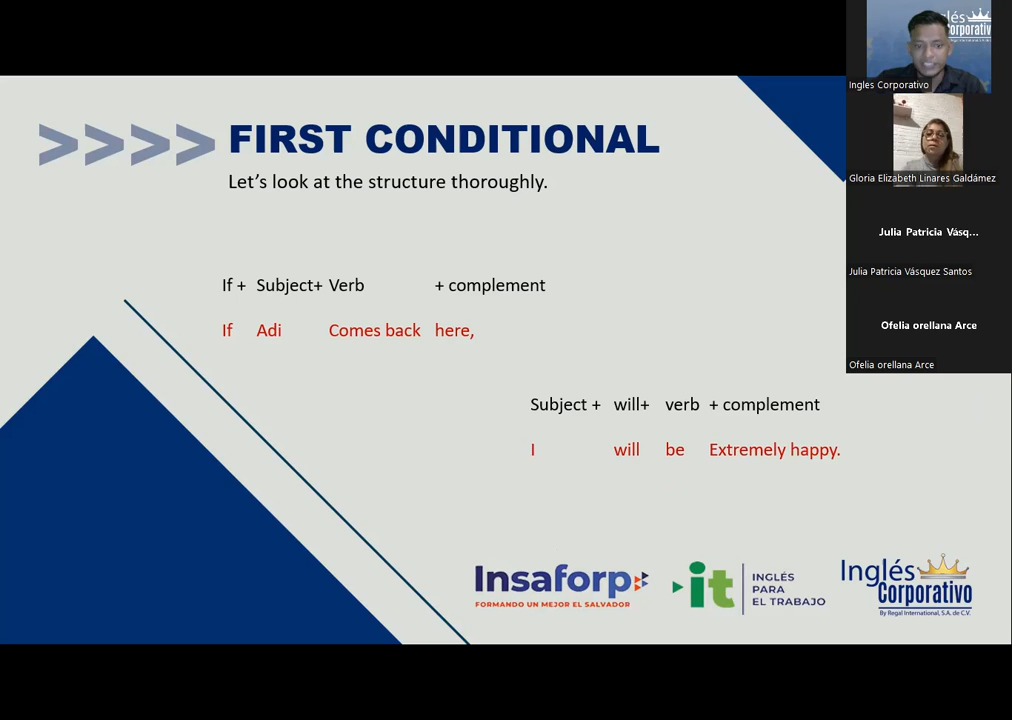 >>>> FIRST CONDITIONAL
Let's look at the structure thoroughly.
If + Subject+ Verb + complement
If Adi Comes back here,
Subject + will+ verb + complement
I will be Extremely happy.
Insaforp
FORMANDO UN MEJOR EL SALVADOR
it
INGLÉS
PARA
EL TRABAJO
Inglés
Corporativo
By Regal International, S.A. de C.V.
lés
orporativ
Ingles Corporativo
Gloria Elizabeth Linares Galdámez
Julia Patricia Vásq...
Julia Patricia Vásquez Santos
Ofelia orellana Arce
Ofelia orellana Arce